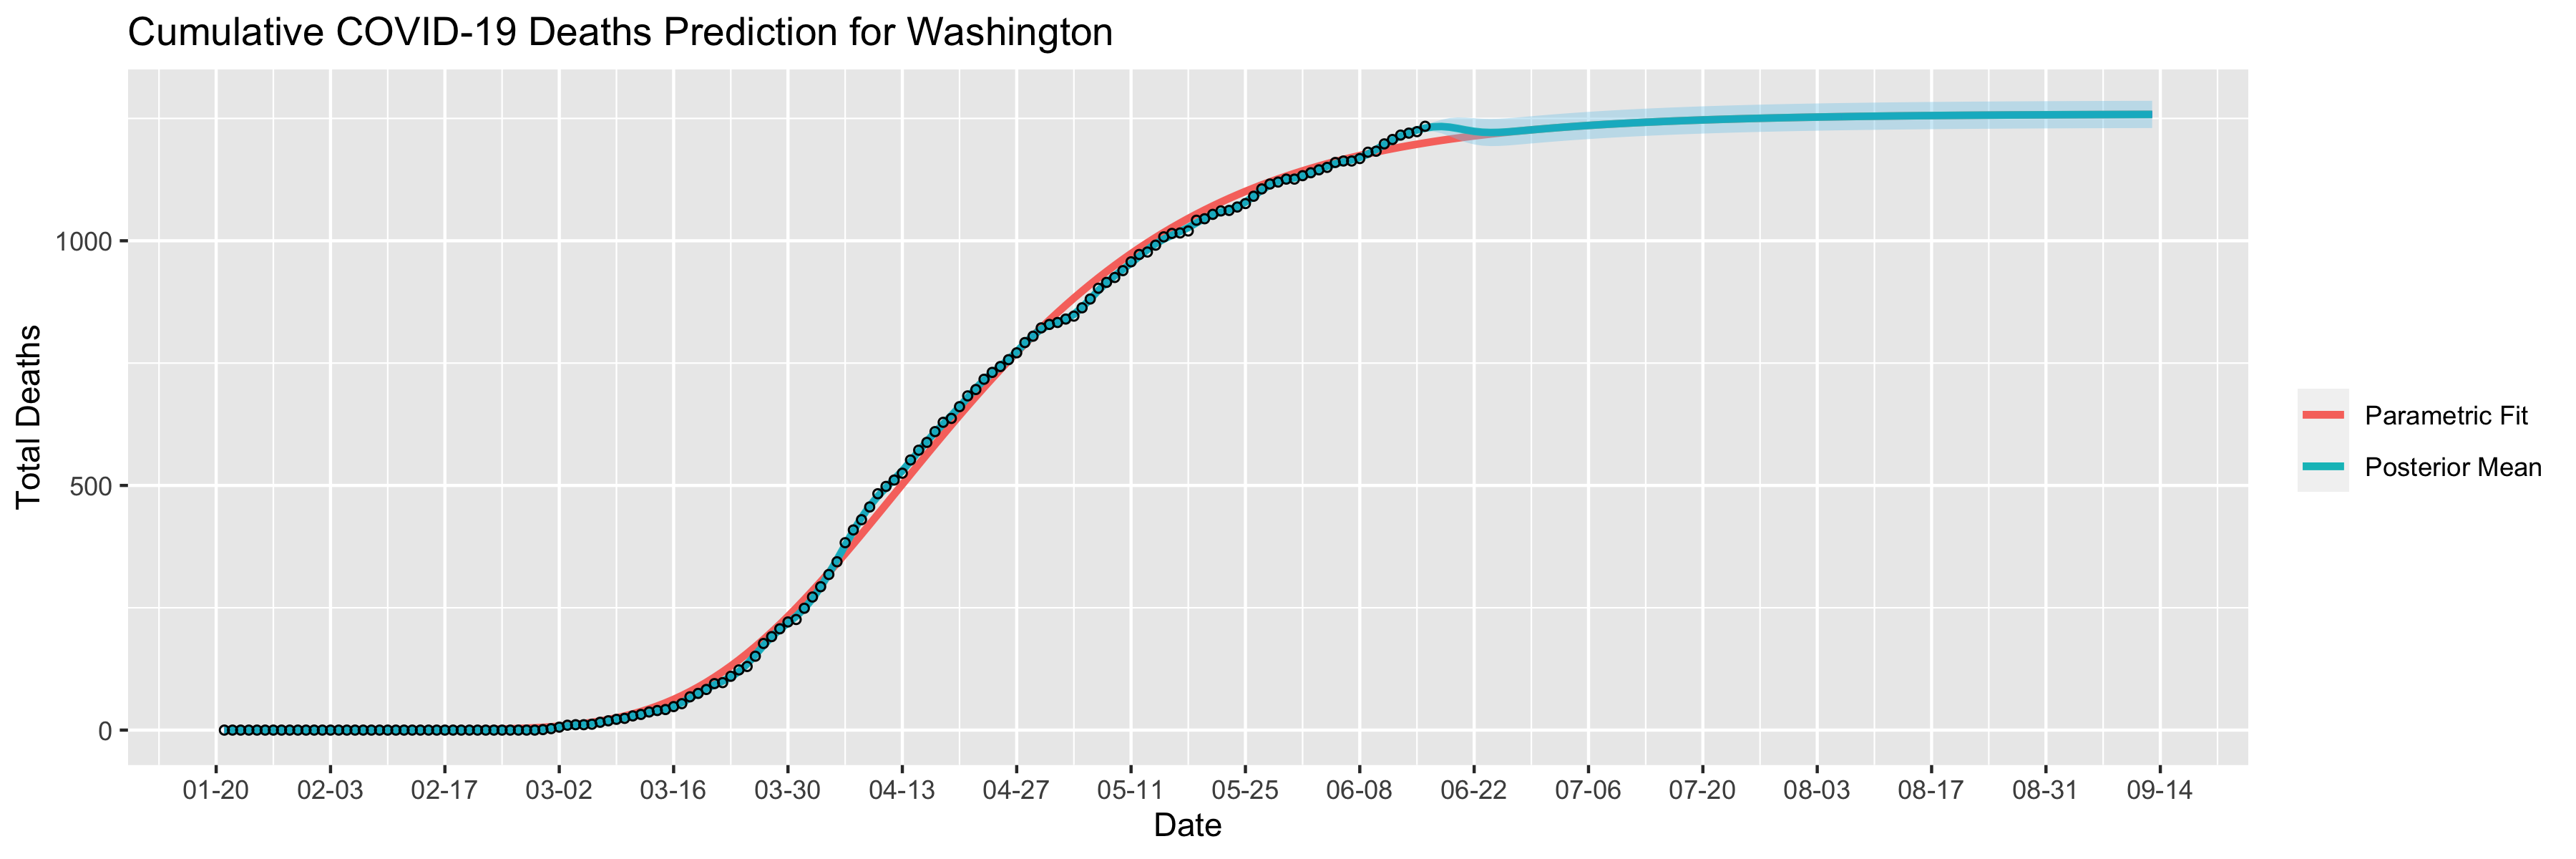 Cumulative COVID-19 Deaths Prediction for Washington
Total Deaths
1000
500
0
01-20 02-03 02-17 03-02 03-16 03-30 04-13 04-27 05-11 05-25 06-08 06-22 07-06 07-20 08-03 08-17 08-31 09-14
Date
Parametric Fit
Posterior Mean